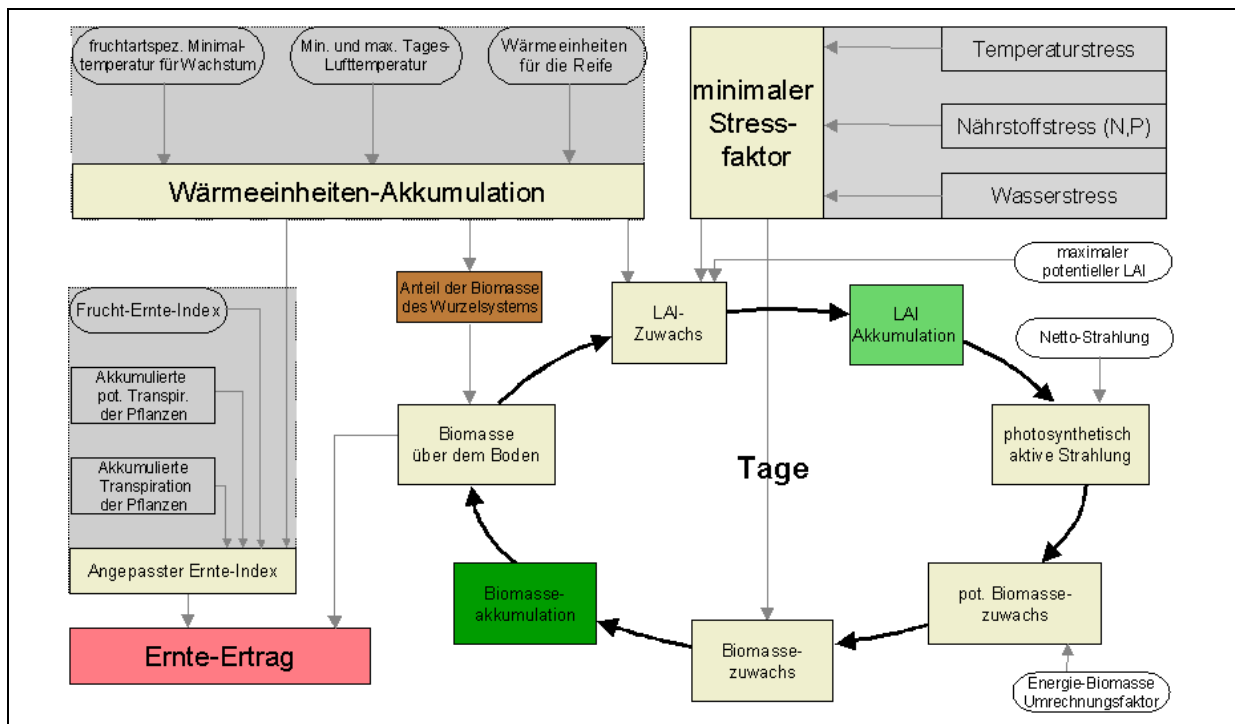 fruchtartspez. Minimal-
temperatur für Wachstum
Min. und max. Tages-
Lufttemperatur
Wärmeeinheiten
für die Reife
Wärmeeinheiten-Akkumulation
minimaler
Stress-
faktor
Temperaturstress
Nährstoffstress (N,P)
Wasserstress
maximaler
potentieller LAI
Anteil der Biomasse
des Wurzelsystems
LAI-
Zuwachs
LAI
Akkumulation
Netto-Strahlung
Frucht-Ernte-Index
Akkumulierte
pot. Transpir.
der Pflanzen
Akkumulierte
Transpiration
der Pflanzen
Biomasse
über dem Boden
Tage
photosynthetisch
aktive Strahlung
Angepasster Ernte-Index
Biomasse-
akkumulation
pot. Biomasse-
zuwachs
Biomasse-
zuwachs
Ernte-Ertrag
Energie-Biomasse
Umrechnungsfaktor